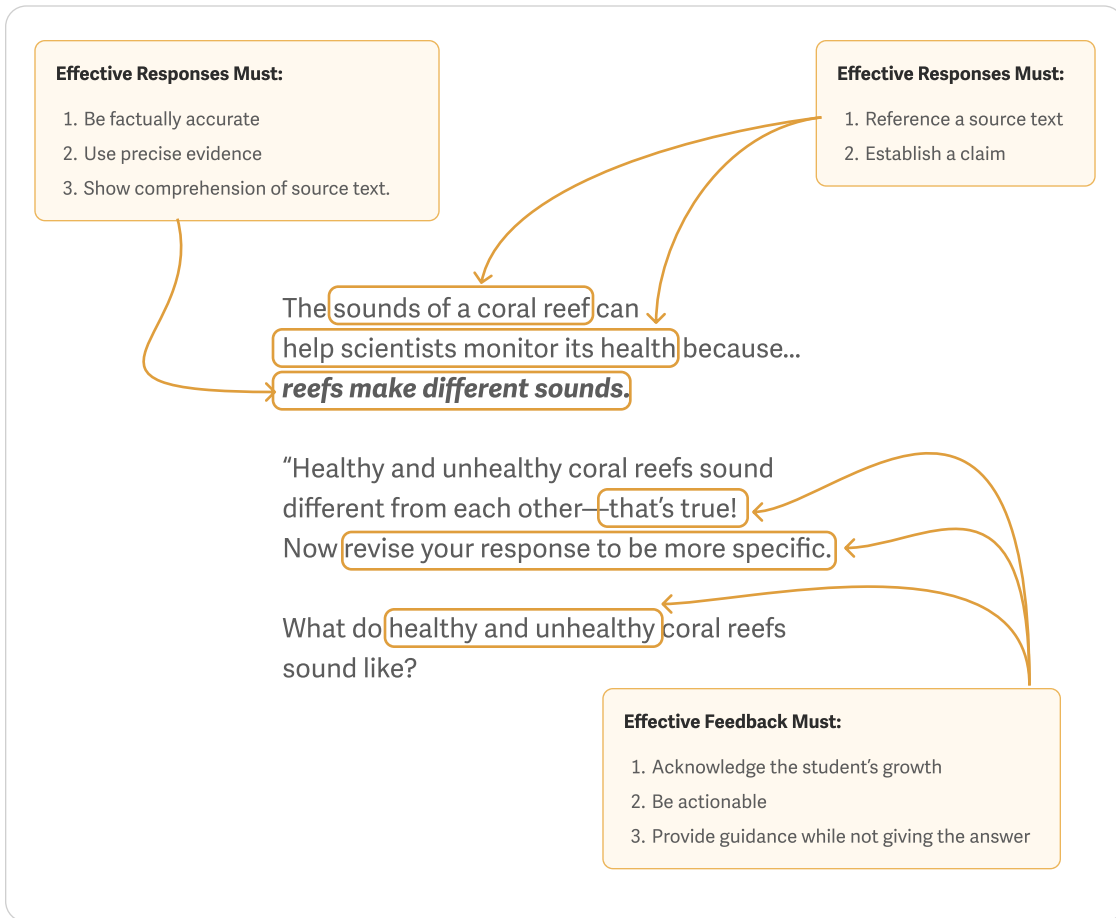 Effective Responses Must:
1. Be factually accurate
2. Use precise evidence
3. Show comprehension of source text.
Effective Responses Must:
1. Reference a source text
2. Establish a claim
The sounds of a coral reef can
help scientists monitor its health because...
reefs make different sounds.
“Healthy and unhealthy coral reefs sound
different from each other—that’s true!
Now revise your response to be more specific.
What do healthy and unhealthy coral reefs
sound like?
Effective Feedback Must:
1. Acknowledge the student’s growth
2. Be actionable
3. Provide guidance while not giving the answer